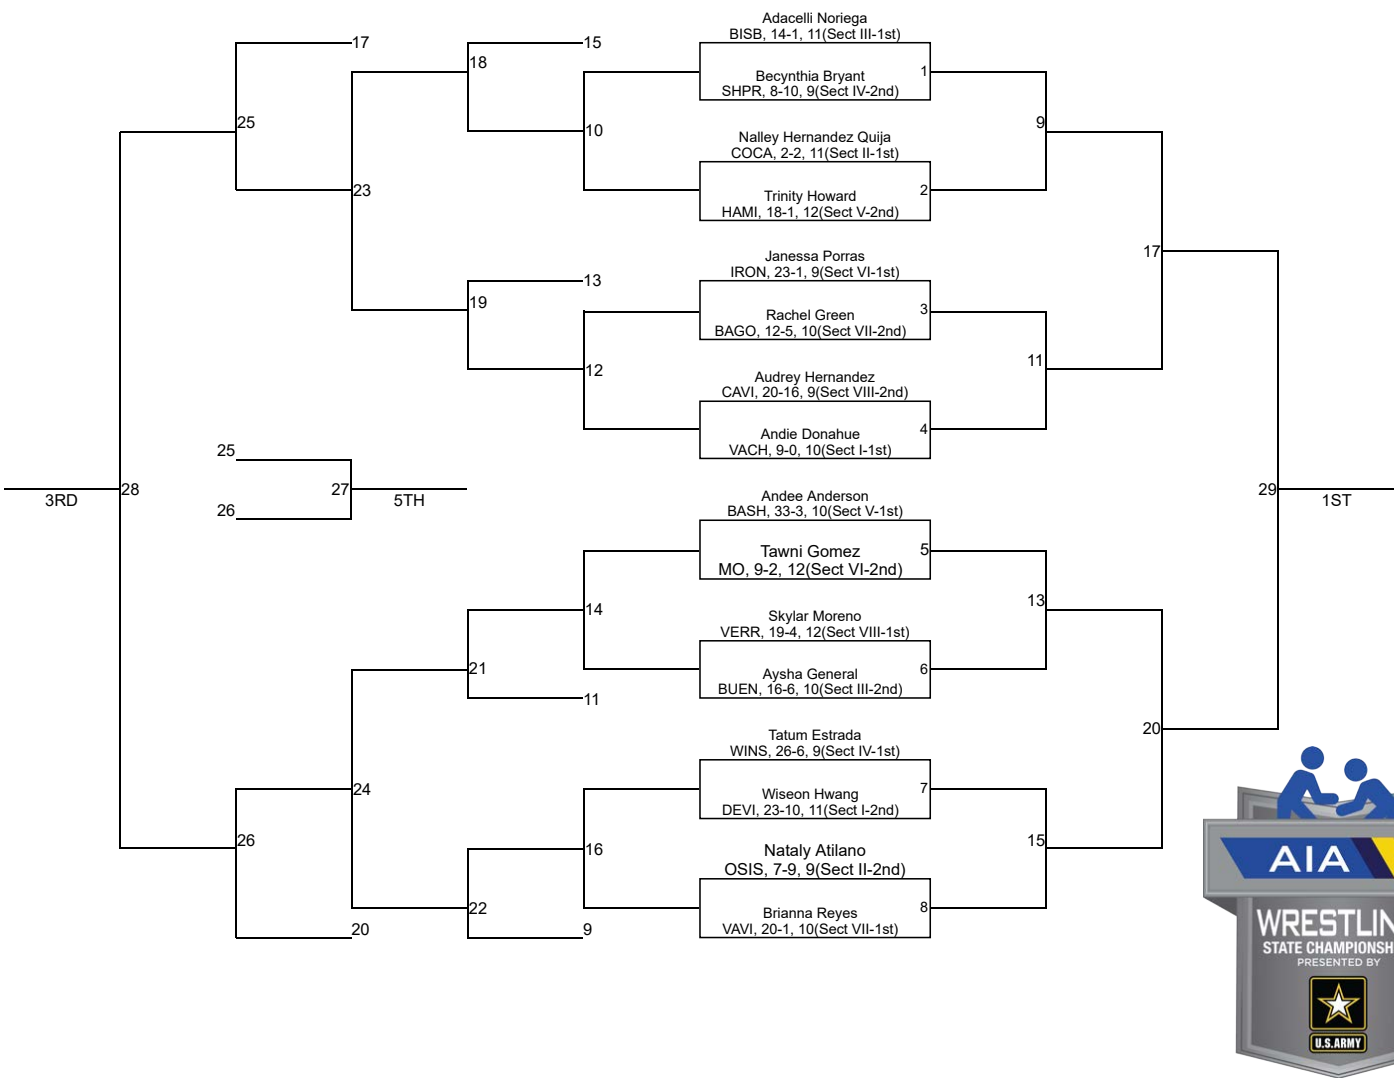 Adacelli Noriega
BISB, 14-1, 11(Sect III-1st)
17
15
18
Becynthia Bryant
1
SHPR, 8-10, 9(Sect IV-2nd)
25
10
9
Nalley Hernandez Quija
COCA, 2-2, 11(Sect II-1st)
23
2
Trinity Howard
HAMI, 18-1, 12(Sect V-2nd)
17
Janessa Porras
IRON, 23-1, 9(Sect VI-1st)
13
19
3
Rachel Green
BAGO, 12-5, 10(Sect VII-2nd)
11
12
Audrey Hernandez
CAVI, 20-16, 9(Sect VIII-2nd)
4
Andie Donahue
VACH, 9-0, 10(Sect I-1st)
25
28
27
29
3RD
5TH
1ST
26
Andee Anderson
BASH, 33-3, 10(Sect V-1st)
Tawni Gomez
5
MO, 9-2, 12(Sect VI-2nd)
13
14
Skylar Moreno
VERR, 19-4, 12(Sect VIII-1st)
21
6
Aysha General
BUEN, 16-6, 10(Sect III-2nd)
11
20
Tatum Estrada
WINS, 26-6, 9(Sect IV-1st)
24
7
Wiseon Hwang
DEVI, 23-10, 11(Sect I-2nd)
26
15
16
Nataly Atilano
OSIS, 7-9, 9(Sect II-2nd)
22
8
Brianna Reyes
VAVI, 20-1, 10(Sect VII-1st)
20
9
AIA
WRESTLIN
STATE CHAMPIONSH
PRESENTED BY
U.S.ARMY